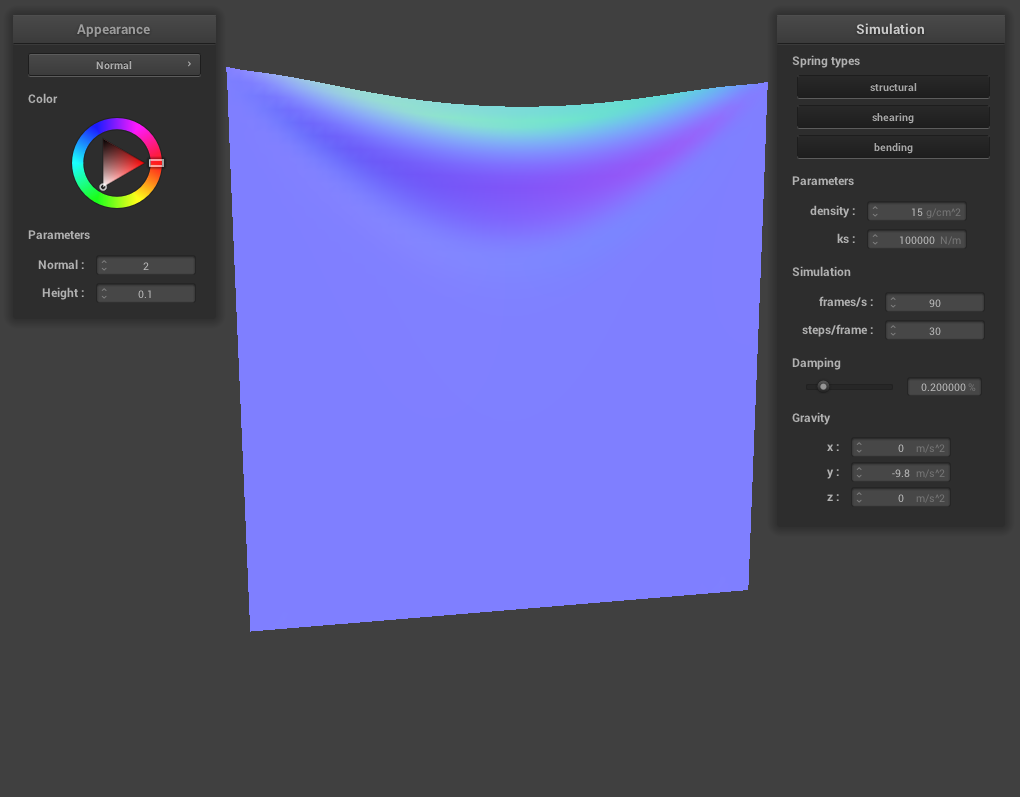 Appearance
Normal
Color
Parameters
Normal : 2
Height : 0.1
Simulation
Spring types
structural
shearing
bending
Parameters
density : 15 g/cm^2
ks : 100000 N/m
Simulation
frames/s : 90
steps/frame : 30
Damping
0.200000 %
Gravity
x : 0 m/s^2
y : -9.8 m/s^2
z : 0 m/s^2